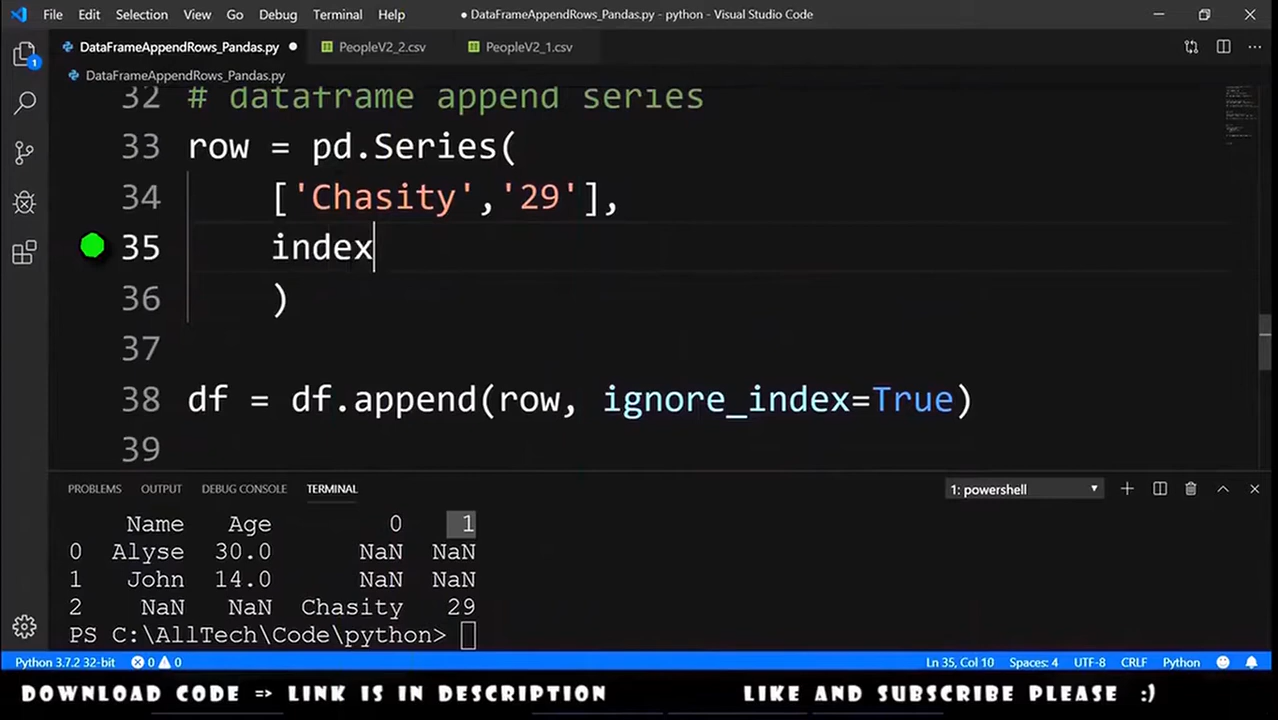 File Edit Selection View Go Debug Terminal Help ● DataFrameAppendRows_Pandas.py - python - Visual Studio Code
DataFrameAppendRows_Pandas.py ● PeopleV2_2.csv PeopleV2_1.csv
DataFrameAppendRows_Pandas.py
32 # dataframe append series
33 row = pd.Series(
34 ['Chasity','29'],
35 index
36 )
37
38 df = df.append(row, ignore_index=True)
39
PROBLEMS OUTPUT DEBUG CONSOLE TERMINAL 1: powershell
Name Age 0 1
0 Alyse 30.0 NaN NaN
1 John 14.0 NaN NaN
2 NaN NaN Chasity 29
PS C:\AllTech\Code\python>
Python 3.7.2 32-bit 0 0 Ln 35, Col 10 Spaces: 4 UTF-8 CRLF Python
DOWNLOAD CODE => LINK IS IN DESCRIPTION LIKE AND SUBSCRIBE PLEASE :)